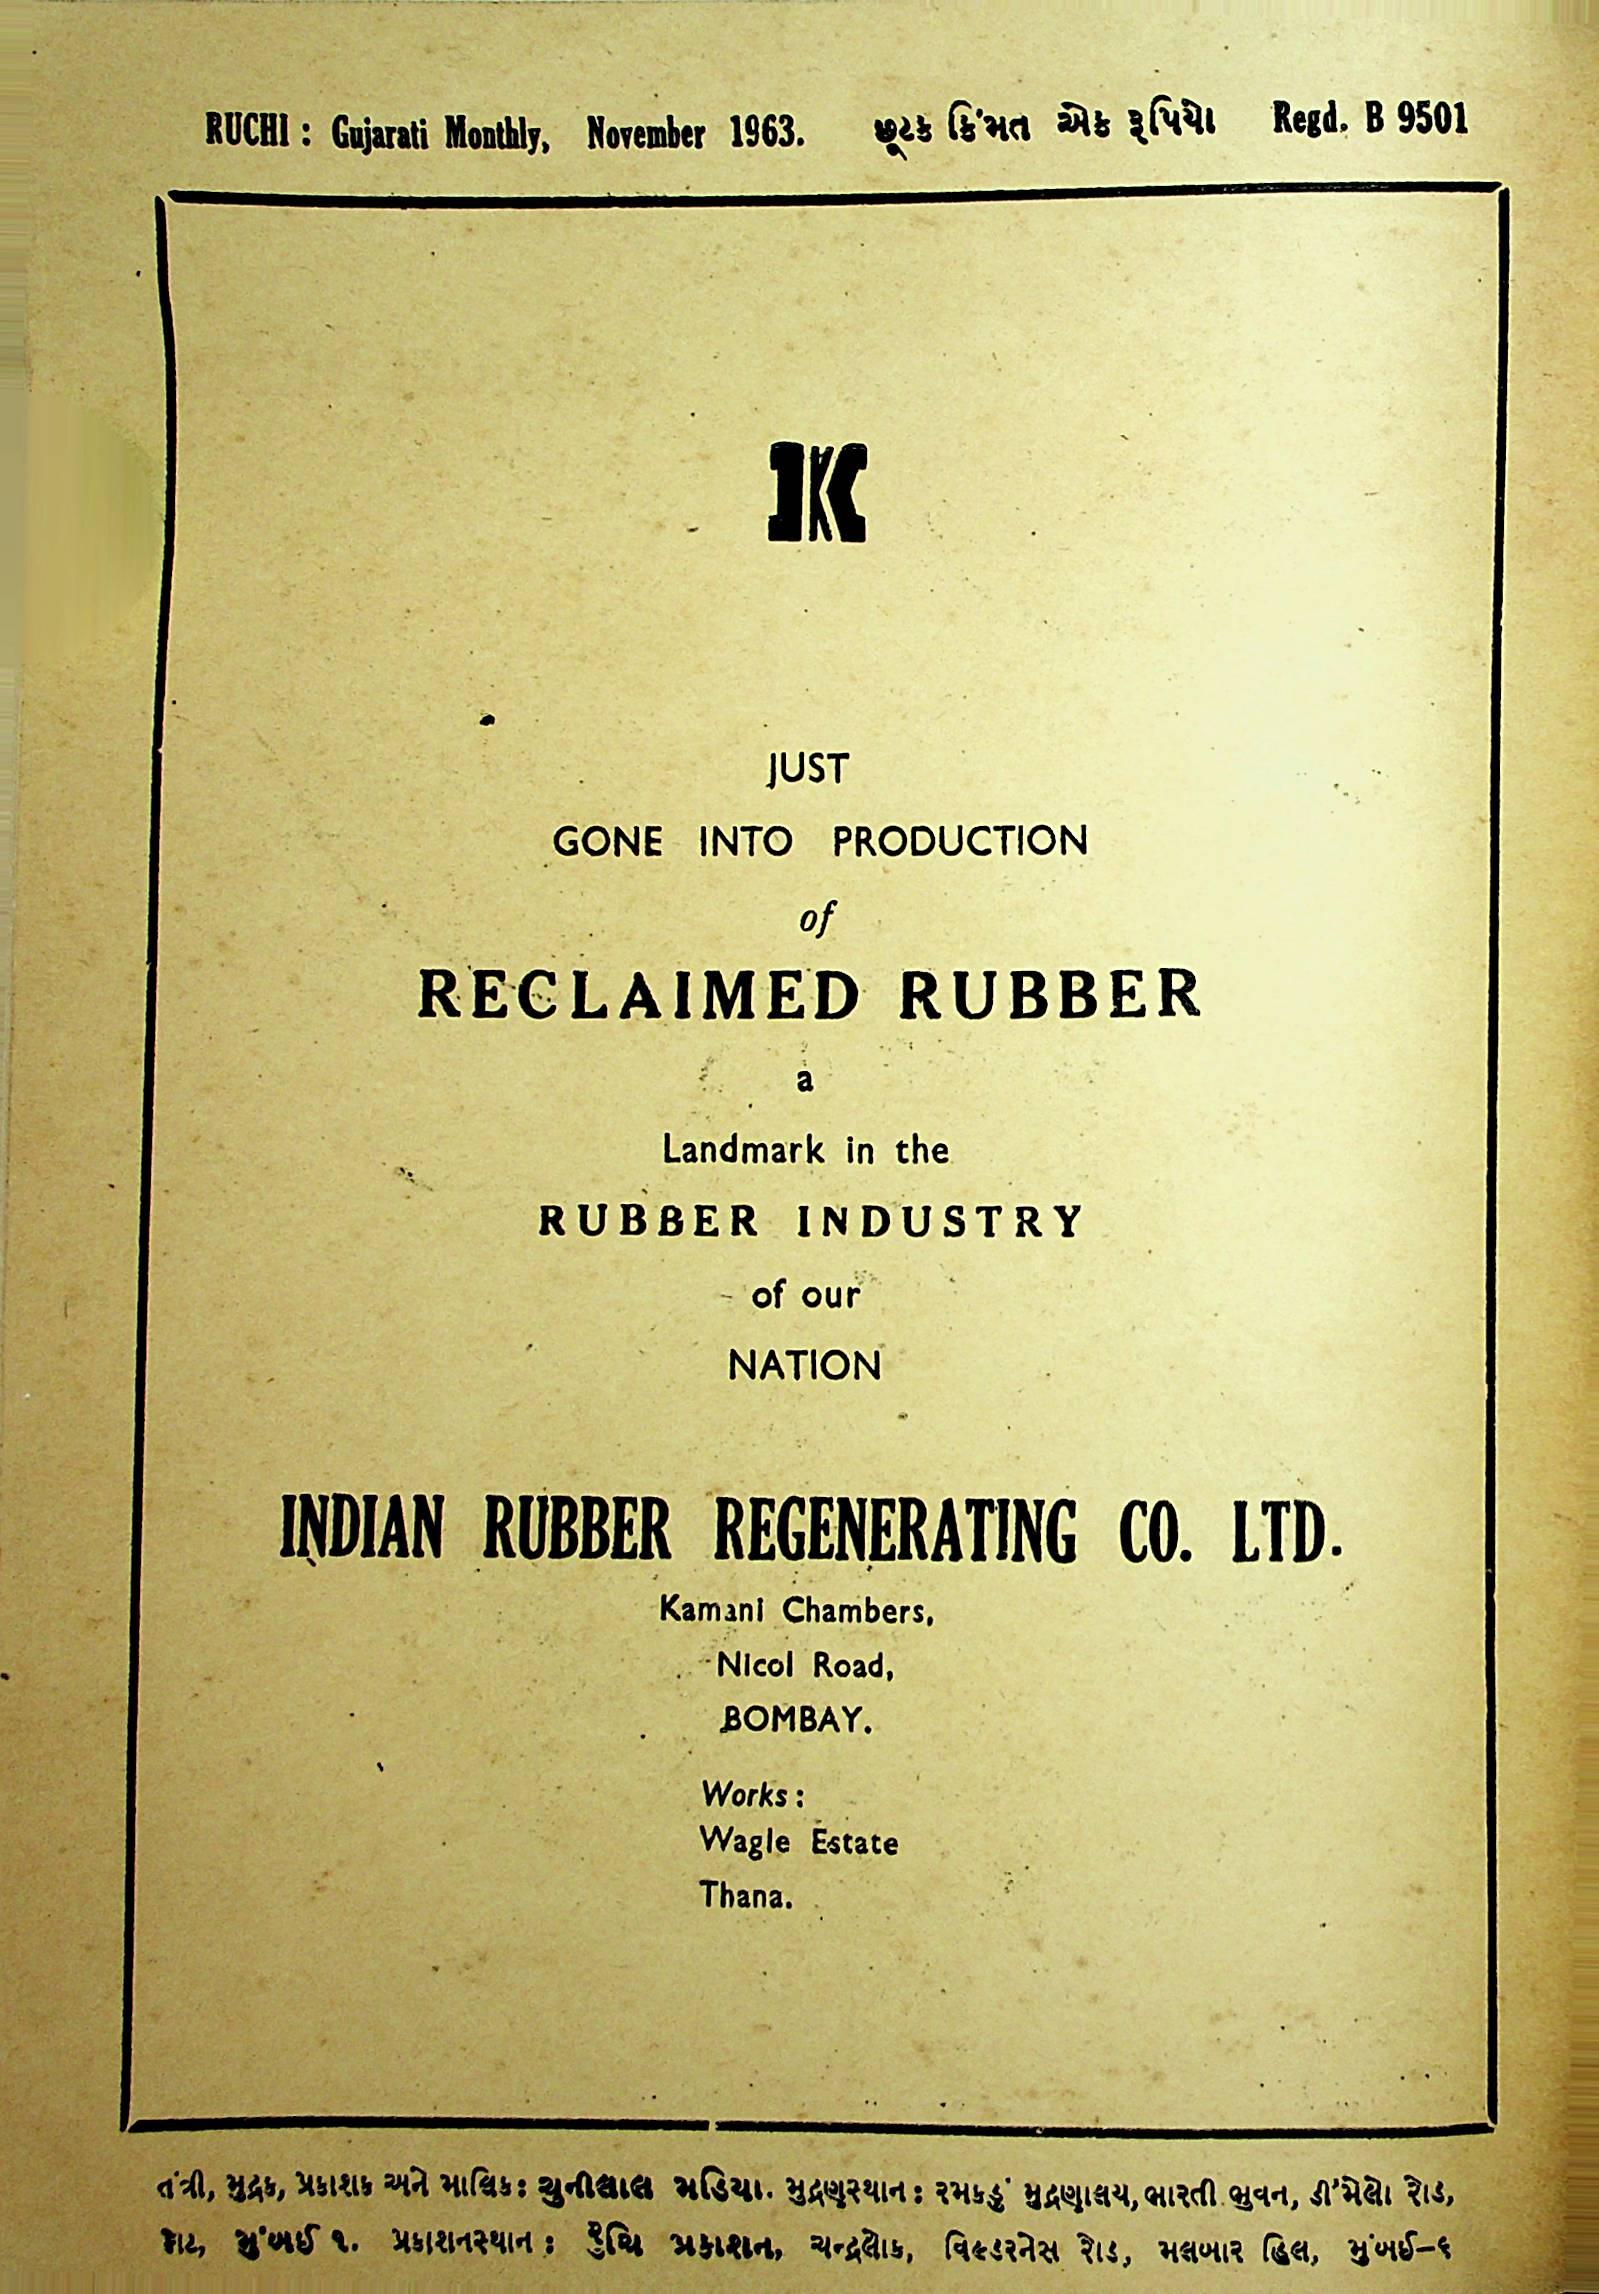 RUCHI : Gujarati Monthly, November 1963. છૂટક કિંમત એક રૂપિયો Regd. B 9501
K
JUST
GONE INTO PRODUCTION
of
RECLAIMED RUBBER
a
Landmark in the
RUBBER INDUSTRY
of our
NATION
INDIAN RUBBER REGENERATING CO. LTD.
Kamani Chambers,
Nicol Road,
BOMBAY.
Works :
Wagle Estate
Thana.
તંત્રી, મુદ્રક, પ્રકાશક અને માલિક : ચુનીલાલ મડિયા. મુદ્રણસ્થાન : રમકડું મુદ્રણાલય, ભારતી ભુવન, ડી'મેલો રોડ,
કોટ, મુંબઈ ૧. પ્રકાશનસ્થાન : રુચિ પ્રકાશન, ચન્દ્રલોક, વિલ્ડરનેસ રોડ, મલબાર હિલ, મુંબઈ–૬